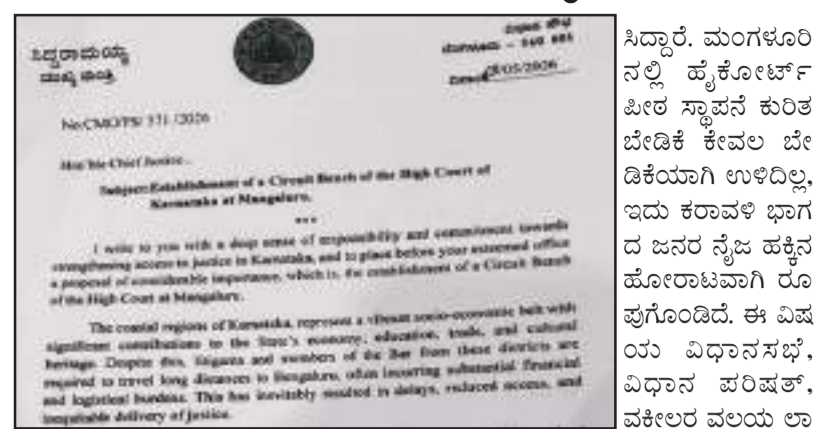 ಸಿದ್ದರಾಮಯ್ಯ
ಮುಖ್ಯ ಮಂತ್ರಿ
ವಿಧಾನ ಸೌಧ
05/2026
No:CMO/PS/ 371 /2026
Hon'ble Chief Justice,
Subject: Establishment of a Circuit Bench of the High Court of
Karnataka at Mangaluru.
***
I write to you with a deep sense of responsibility and commitment towards
strengthening access to justice in Karnataka, and to place before your esteemed office
a proposal of considerable importance, which is, the establishment of a Circuit Bench
of the High Court at Mangaluru.
The coastal regions of Karnataka, represent a vibrant socio-economic belt with
significant contributions to the State's economy, education, trade, and cultural
heritage. Despite this, litigants and members of the Bar from these districts are
required to travel long distances to Bengaluru, often incurring substantial financial
and logistical burdens. This has inevitably resulted in delays, reduced access, and
inequitable delivery of justice.
ಸಿದ್ದಾರೆ. ಮಂಗಳೂರಿ
ನಲ್ಲಿ ಹೈಕೋರ್ಟ್
ಪೀಠ ಸ್ಥಾಪನೆ ಕುರಿತ
ಬೇಡಿಕೆ ಕೇವಲ ಬೇ
ಡಿಕೆಯಾಗಿ ಉಳಿದಿಲ್ಲ,
ಇದು ಕರಾವಳಿ ಭಾಗ
ದ ಜನರ ನೈಜ ಹಕ್ಕಿನ
ಹೋರಾಟವಾಗಿ ರೂ
ಪುಗೊಂಡಿದೆ. ಈ ವಿಷ
ಯ ವಿಧಾನಸಭೆ,
ವಿಧಾನ ಪರಿಷತ್,
ವಕೀಲರ ವಲಯ ಲಾ